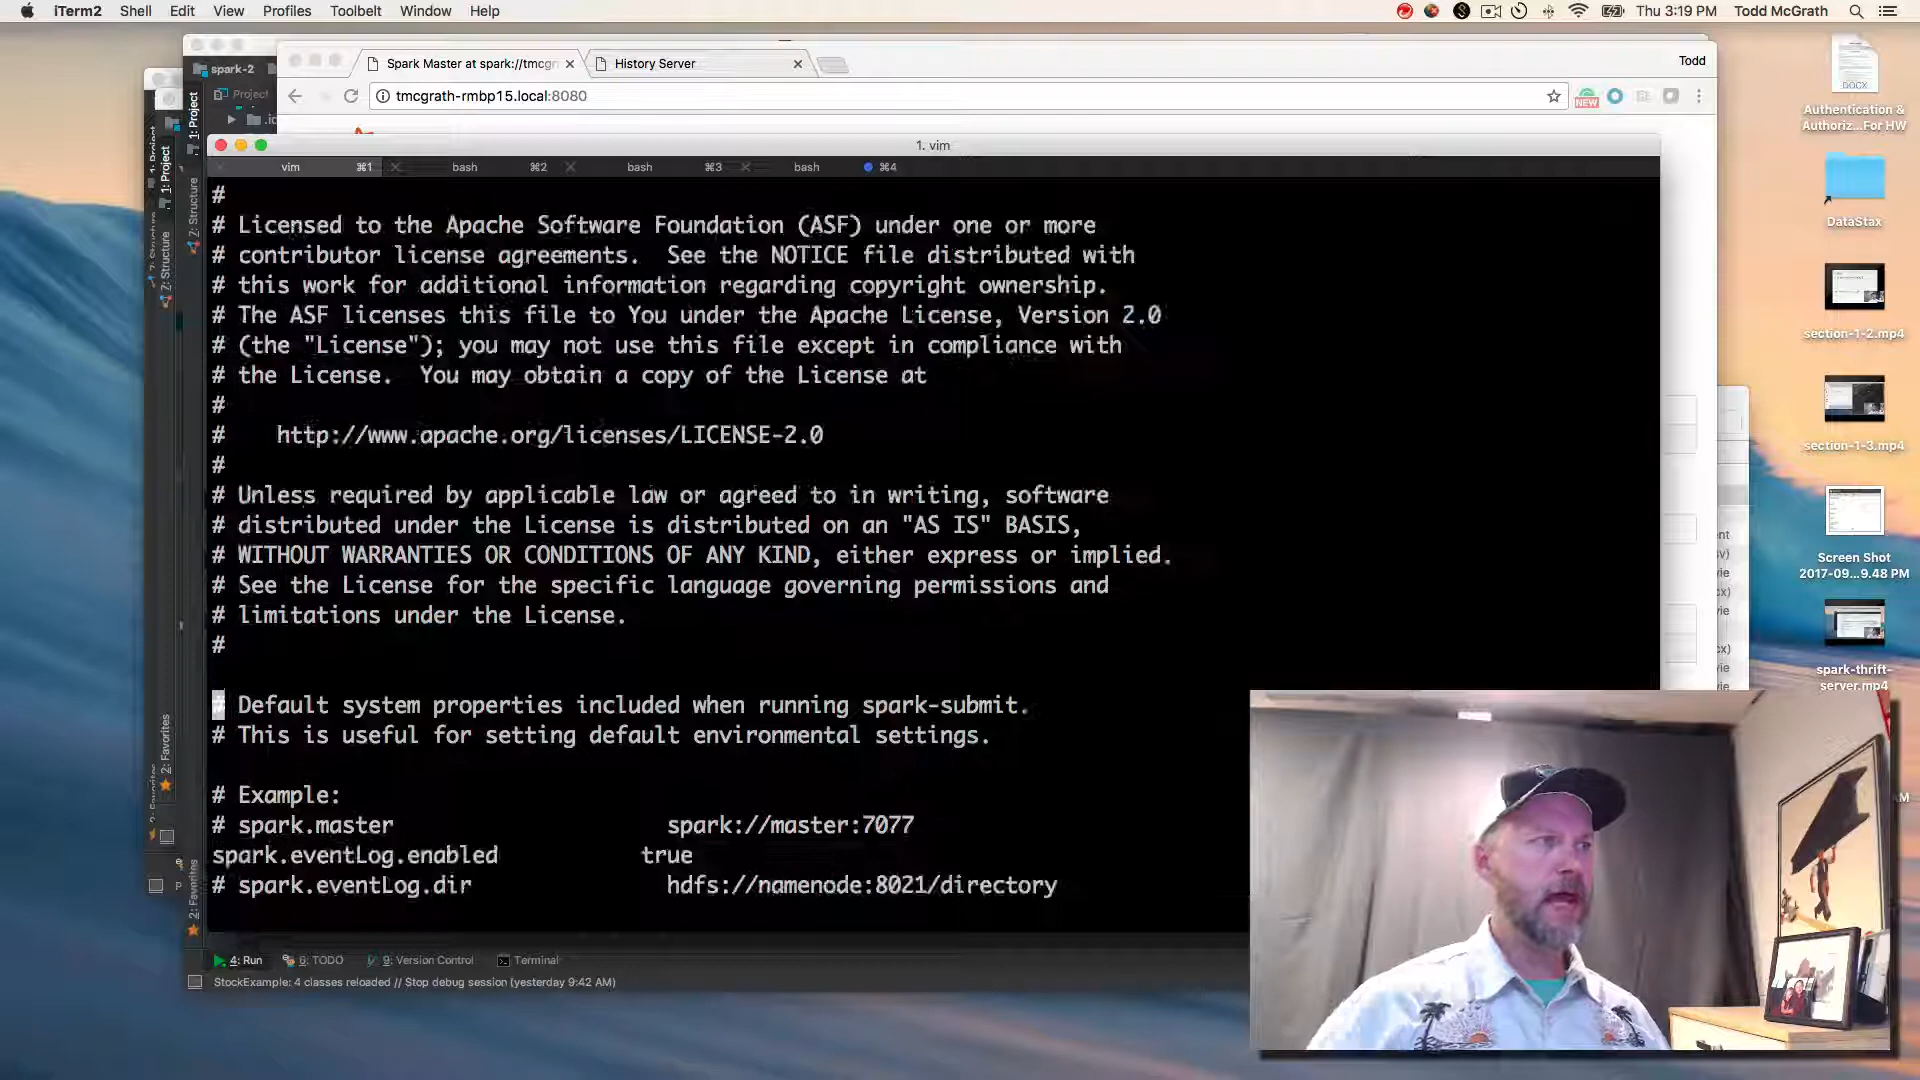 iTerm2 Shell Edit View Profiles Toolbelt Window Help
Thu 3:19 PM Todd McGrath
spark-2
Spark Master at spark://tmcgr
History Server
Todd
Project
tmcgrath-rmbp15.local:8080
NEW
1: Project
Z: Structure
2: Favorites
1. vim
vim ⌘1 bash ⌘2 bash ⌘3 bash ⌘4
#
# Licensed to the Apache Software Foundation (ASF) under one or more
# contributor license agreements.  See the NOTICE file distributed with
# this work for additional information regarding copyright ownership.
# The ASF licenses this file to You under the Apache License, Version 2.0
# (the "License"); you may not use this file except in compliance with
# the License.  You may obtain a copy of the License at
#
#    http://www.apache.org/licenses/LICENSE-2.0
#
# Unless required by applicable law or agreed to in writing, software
# distributed under the License is distributed on an "AS IS" BASIS,
# WITHOUT WARRANTIES OR CONDITIONS OF ANY KIND, either express or implied.
# See the License for the specific language governing permissions and
# limitations under the License.
#
# Default system properties included when running spark-submit.
# This is useful for setting default environmental settings.
# Example:
# spark.master                     spark://master:7077
spark.eventLog.enabled           true
# spark.eventLog.dir               hdfs://namenode:8021/directory
4: Run 6: TODO 9: Version Control Terminal
StockExample: 4 classes reloaded // Stop debug session (yesterday 9:42 AM)
DOCX
Authentication &
Authoriz...For HW
DataStax
section-1-2.mp4
section-1-3.mp4
Screen Shot
2017-09...9.48 PM
spark-thrift-
server.mp4